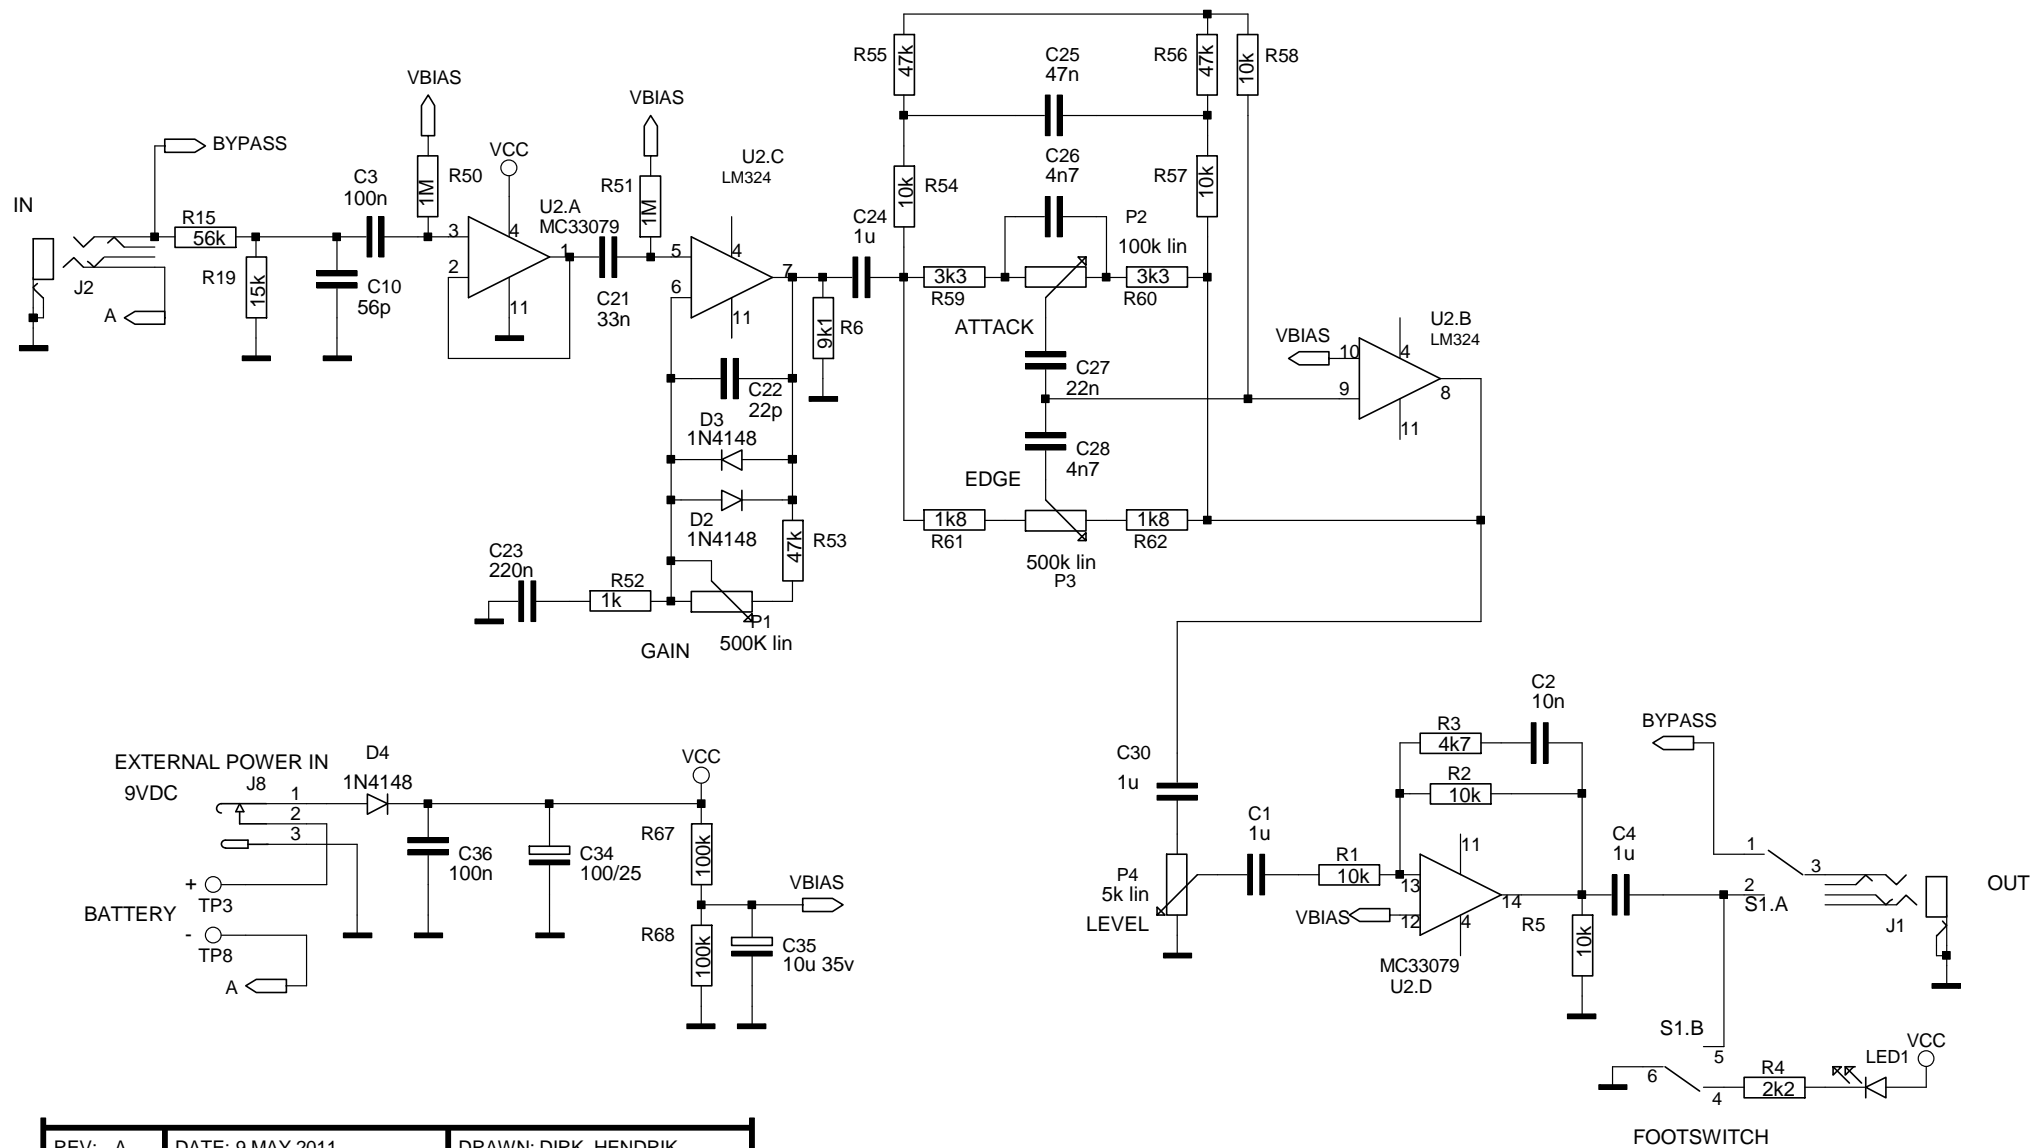 VBIAS
BYPASS
IN
R15
56k
R19
15k
C3
100n
C10
56p
R50
1M
VCC
3
2
4
11
1
U2.A
MC33079
J2
A
VBIAS
R51
1M
C21
33n
U2.C
LM324
5
6
4
11
7
C22
22p
D3
1N4148
D2
1N4148
R53
47k
C23
220n
R52
1k
P1
500K lin
GAIN
R6
9k1
C24
1u
R55
47k
R54
10k
C25
47n
C26
4n7
R56
47k
R58
10k
R57
10k
P2
100k lin
3k3
R59
3k3
R60
ATTACK
C27
22n
C28
4n7
EDGE
1k8
R61
1k8
R62
500k lin
P3
VBIAS
U2.B
LM324
10
9
4
11
8
EXTERNAL POWER IN
9VDC
J8
1
2
3
D4
1N4148
VCC
C36
100n
C34
100/25
R67
100k
R68
100k
VBIAS
C35
10u 35v
BATTERY
+
TP3
-
TP8
A
C30
1u
P4
5k lin
LEVEL
C1
1u
R1
10k
R3
4k7
C2
10n
R2
10k
11
13
12
4
14
VBIAS
MC33079
U2.D
R5
10k
C4
1u
BYPASS
1
2
3
S1.A
J1
OUT
S1.B
5
6
4
R4
2k2
LED1
VCC
FOOTSWITCH
REV: A
DATE: 9 MAY 2011
DRAWN: DIRK HENDRIK